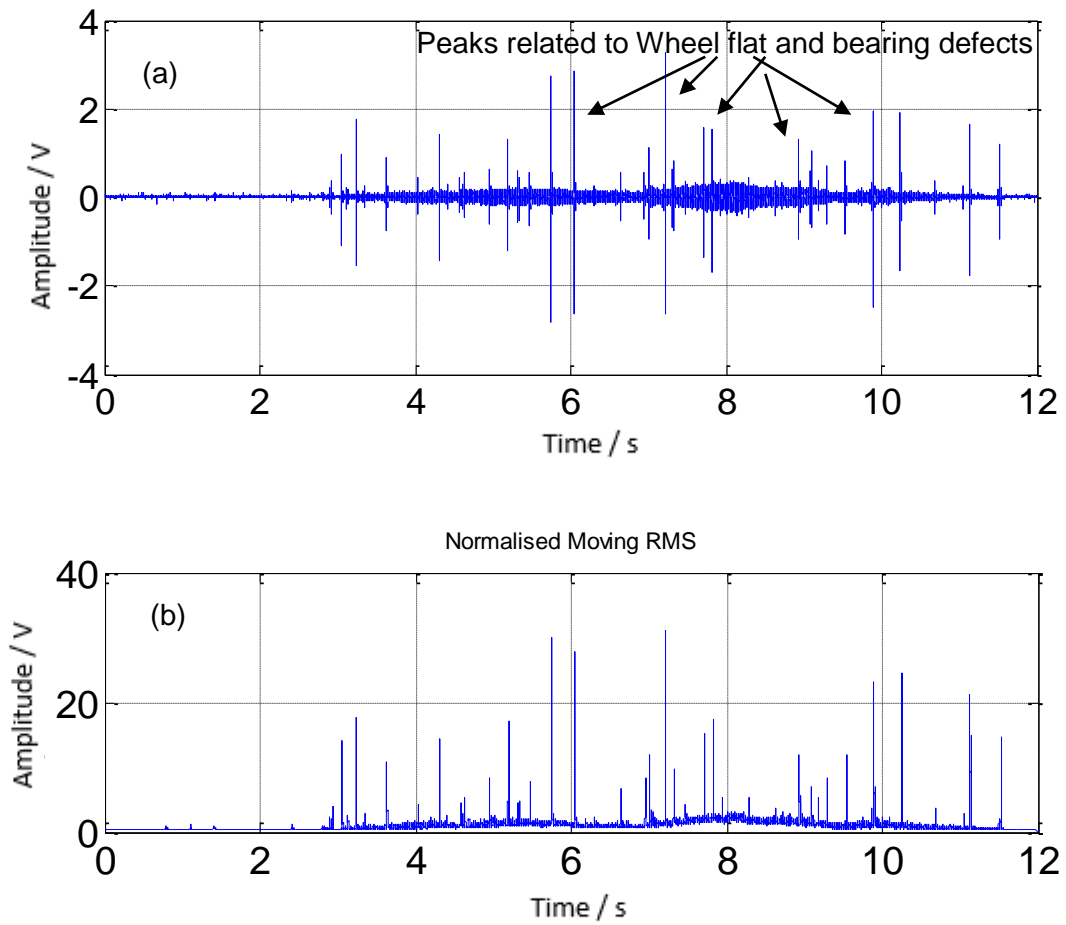 4
Peaks related to Wheel flat and bearing defects
(a)
2
0
-2
-4
Amplitude / V
0 2 4 6 8 10 12
Time / s
Normalised Moving RMS
40
(b)
20
0
Amplitude / V
0 2 4 6 8 10 12
Time / s